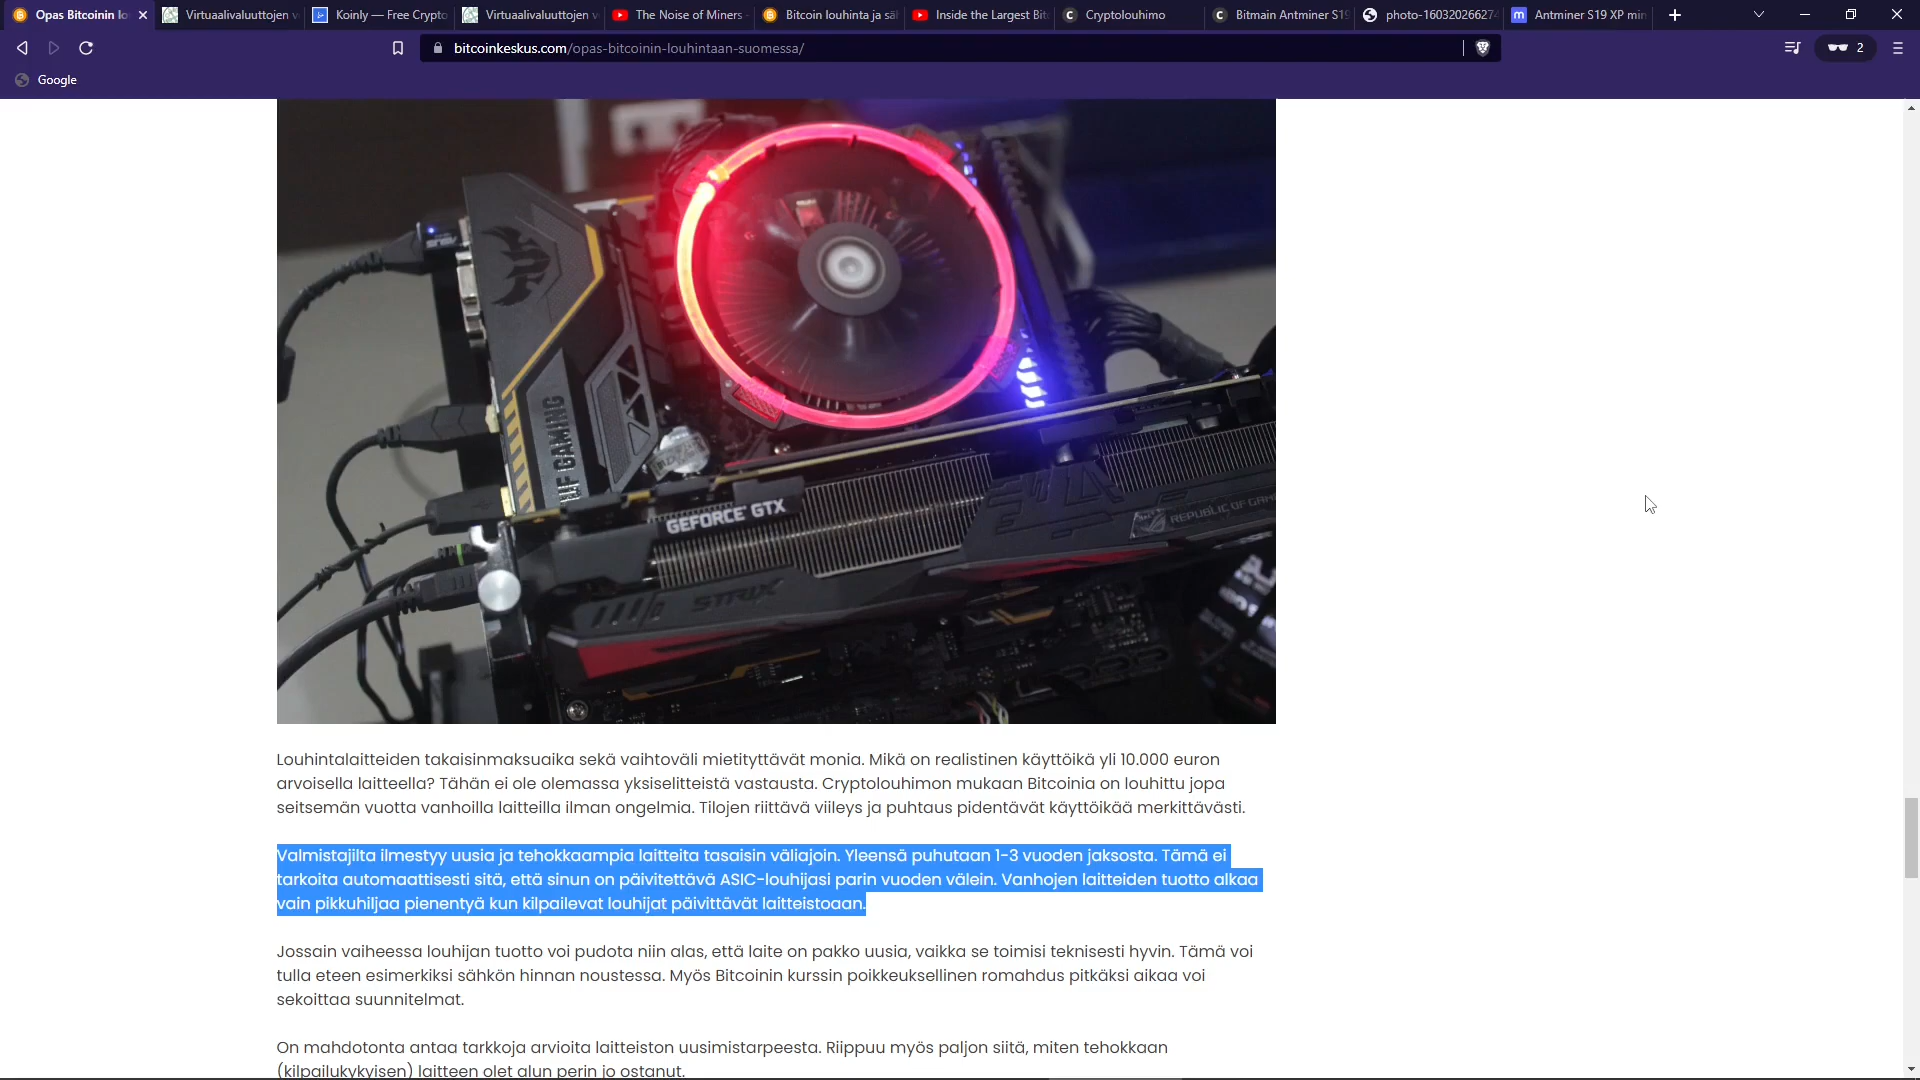 Opas Bitcoinin lo
Virtuaalivaluuttojen v
Koinly — Free Crypto
Virtuaalivaluuttojen v
The Noise of Miners -
Bitcoin louhinta ja säh
Inside the Largest Bit
Cryptolouhimo
Bitmain Antminer S19
photo-1603202662747
Antminer S19 XP min
bitcoinkeskus.com/opas-bitcoinin-louhintaan-suomessa/
2
Google
TUF GAMING
GEFORCE GTX
REPUBLIC OF GAM
STRIX
Louhintalaitteiden takaisinmaksuaika sekä vaihtoväli mietityttävät monia. Mikä on realistinen käyttöikä yli 10.000 euron
arvoisella laitteella? Tähän ei ole olemassa yksiselitteistä vastausta. Cryptolouhimon mukaan Bitcoinia on louhittu jopa
seitsemän vuotta vanhoilla laitteilla ilman ongelmia. Tilojen riittävä viileys ja puhtaus pidentävät käyttöikää merkittävästi.
Valmistajilta ilmestyy uusia ja tehokkaampia laitteita tasaisin väliajoin. Yleensä puhutaan 1-3 vuoden jaksosta. Tämä ei
tarkoita automaattisesti sitä, että sinun on päivitettävä ASIC-louhijasi parin vuoden välein. Vanhojen laitteiden tuotto alkaa
vain pikkuhiljaa pienentyä kun kilpailevat louhijat päivittävät laitteistoaan.
Jossain vaiheessa louhijan tuotto voi pudota niin alas, että laite on pakko uusia, vaikka se toimisi teknisesti hyvin. Tämä voi
tulla eteen esimerkiksi sähkön hinnan noustessa. Myös Bitcoinin kurssin poikkeuksellinen romahdus pitkäksi aikaa voi
sekoittaa suunnitelmat.
On mahdotonta antaa tarkkoja arvioita laitteiston uusimistarpeesta. Riippuu myös paljon siitä, miten tehokkaan
(kilpailukykyisen) laitteen olet alun perin jo ostanut.